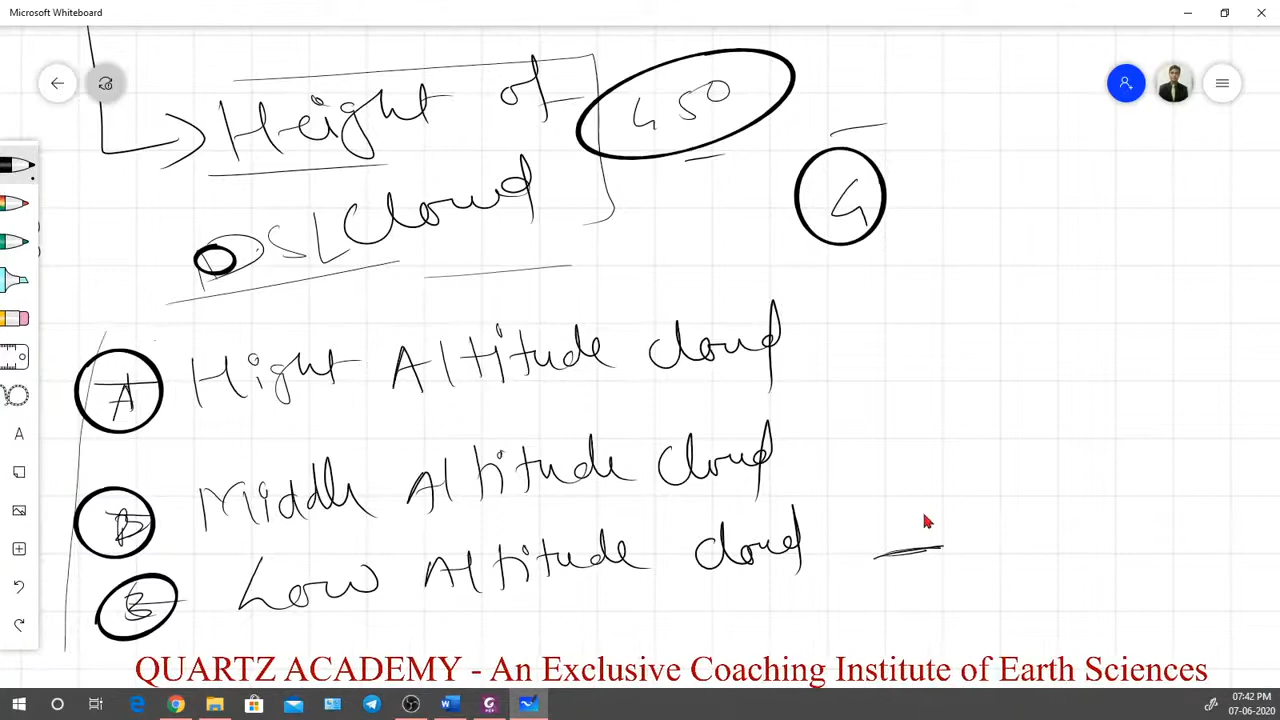 Microsoft Whiteboard
Height of
450
Cloud
4
DSL
A Hight Altitude cloud
B Middle Altitude cloud
Low Altitude cloud
A
QUARTZ ACADEMY - An Exclusive Coaching Institute of Earth Sciences
07:42 PM
07-06-2020